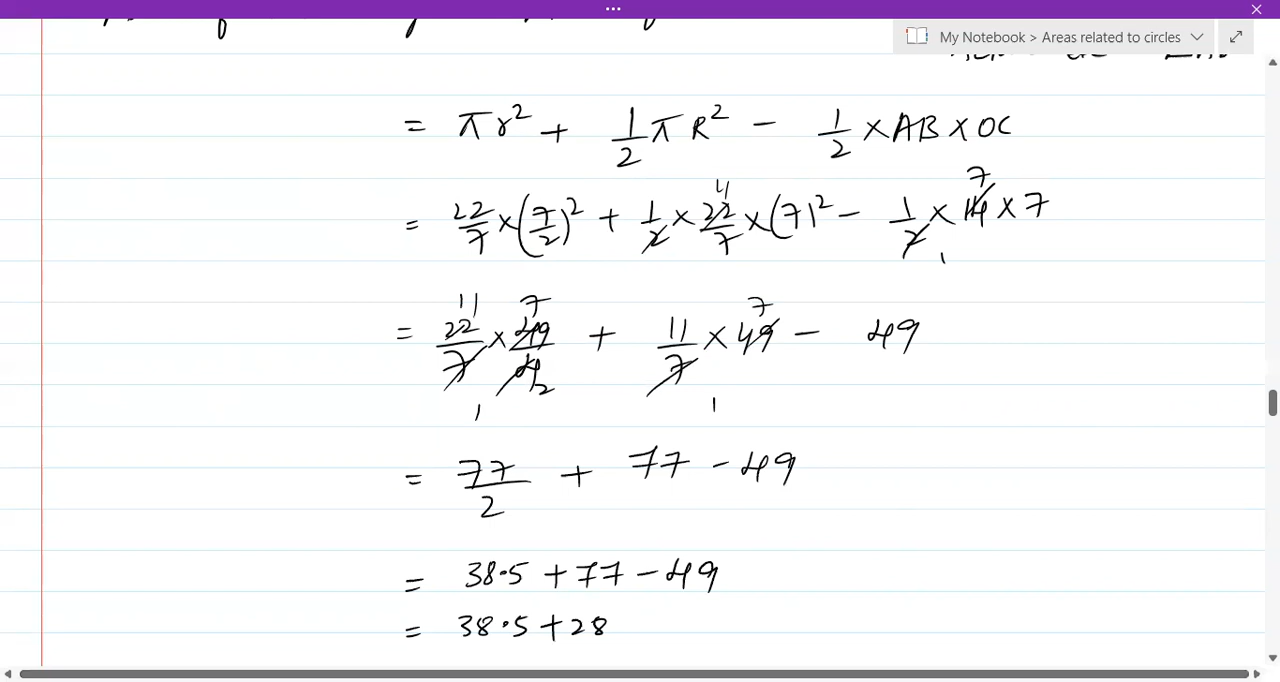 My Notebook > Areas related to circles
= πr² + 1/2 πR² - 1/2 × AB × OC
= 22/7 × (7/2)² + 1/2 × 22/7 × (7)² - 1/2 × 14 × 7
11 7
= 22/7 × 49/4 + 11/7 × 49 - 49
= 77/2 + 77 - 49
= 38.5 + 77 - 49
= 38.5 + 28